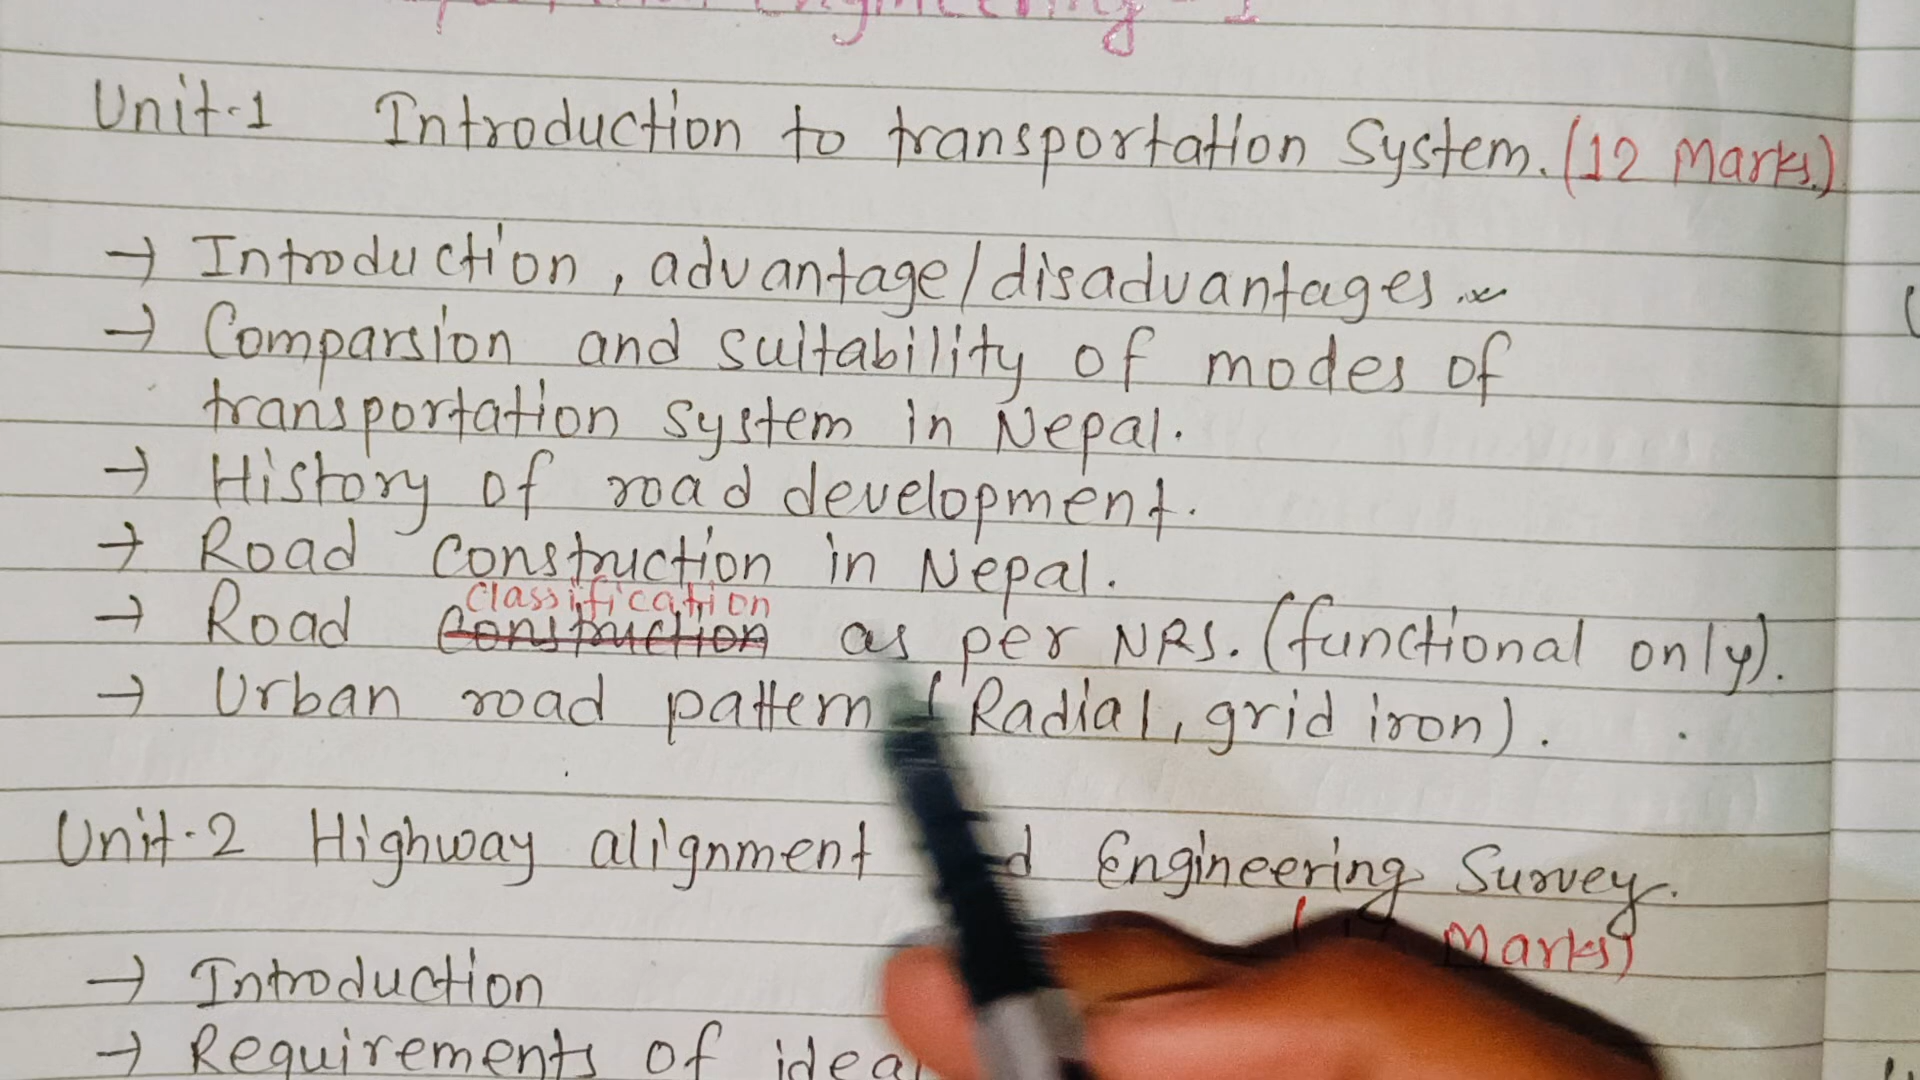 Engineering - I
Unit-1 Introduction to transportation System. (12 Marks)
→ Introduction, advantage/disadvantages.
→ Comparsion and suitability of modes of
transportation system in Nepal.
→ History of road development.
→ Road construction in Nepal.
Classification
→ Road construction as per NRS. (functional only).
→ Urban road pattern (Radial, grid iron).
Unit-2 Highway alignment Engineering Survey.
Marks)
→ Introduction
→ Requirements of